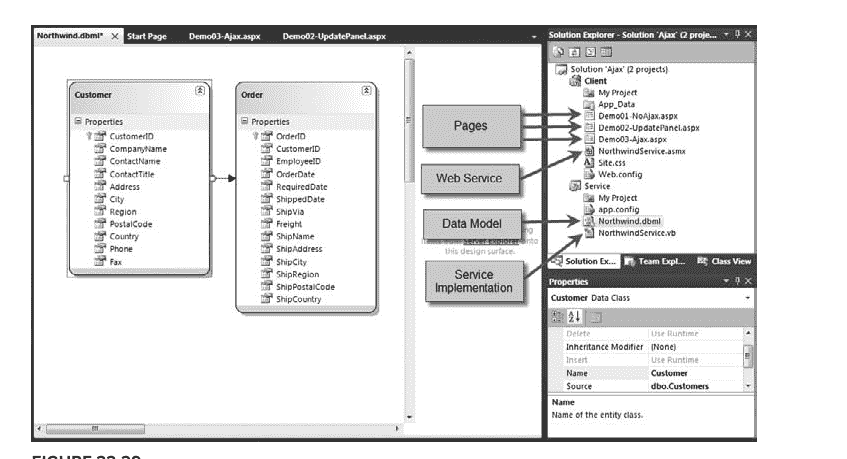 Northwind.dbml* X Start Page Demo03-Ajax.aspx Demo02-UpdatePanel.aspx
Customer
Properties
CustomerID
CompanyName
ContactName
ContactTitle
Address
City
Region
PostalCode
Country
Phone
Fax
Order
Properties
OrderID
CustomerID
EmployeeID
OrderDate
RequiredDate
ShippedDate
ShipVia
Freight
ShipName
ShipAddress
ShipCity
ShipRegion
ShipPostalCode
ShipCountry
Pages
Web Service
Data Model
Service
Implementation
this design surface.
Solution Explorer - Solution 'Ajax' (2 proje...
Solution 'Ajax' (2 projects)
Client
My Project
App_Data
Demo01-NoAjax.aspx
Demo02-UpdatePanel.aspx
Demo03-Ajax.aspx
NorthwindService.asmx
Site.css
Web.config
Service
My Project
app.config
Northwind.dbml
NorthwindService.vb
Solution Ex... Team Expl... Class View
Properties
Customer Data Class
Delete Use Runtime
Inheritance Modifier (None)
Insert Use Runtime
Name Customer
Source dbo.Customers
Name
Name of the entity class.